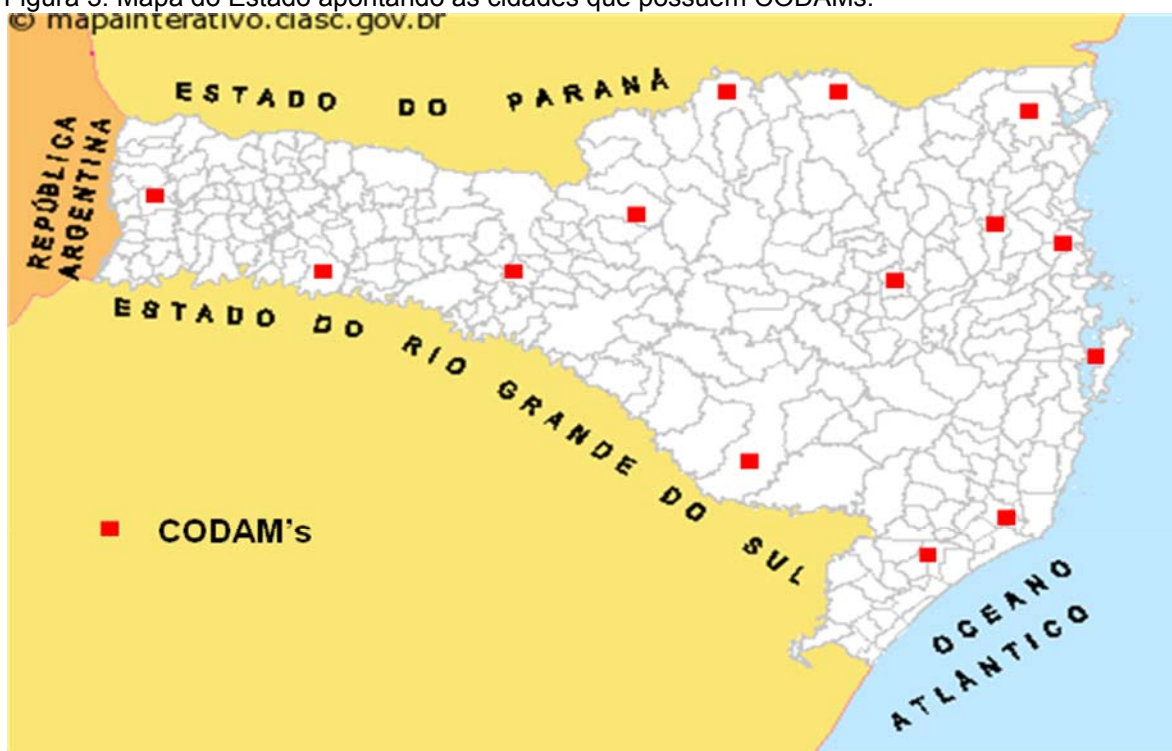 Figura 5: Mapa do Estado apontando as cidades que possuem CODAMs.
© mapainterativo.ciasc.gov.br
ESTADO DO PARANÁ
REPÚBLICA
ARGENTINA
ESTADO DO RIO GRANDE DO SUL
CODAM's
OCEANO
ATLÂNTICO